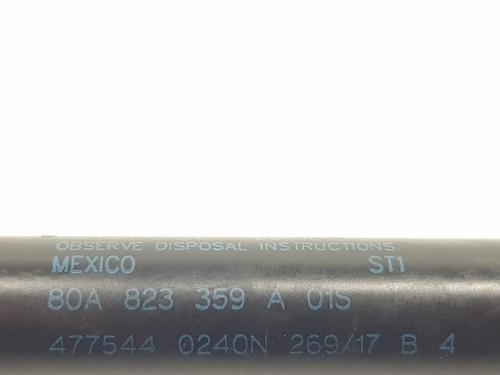 OBSERVE DISPOSAL INSTRUCTIONS.
MEXICO ST1
80A 823 359 A 01S
477544 0240N 269/17 B 4